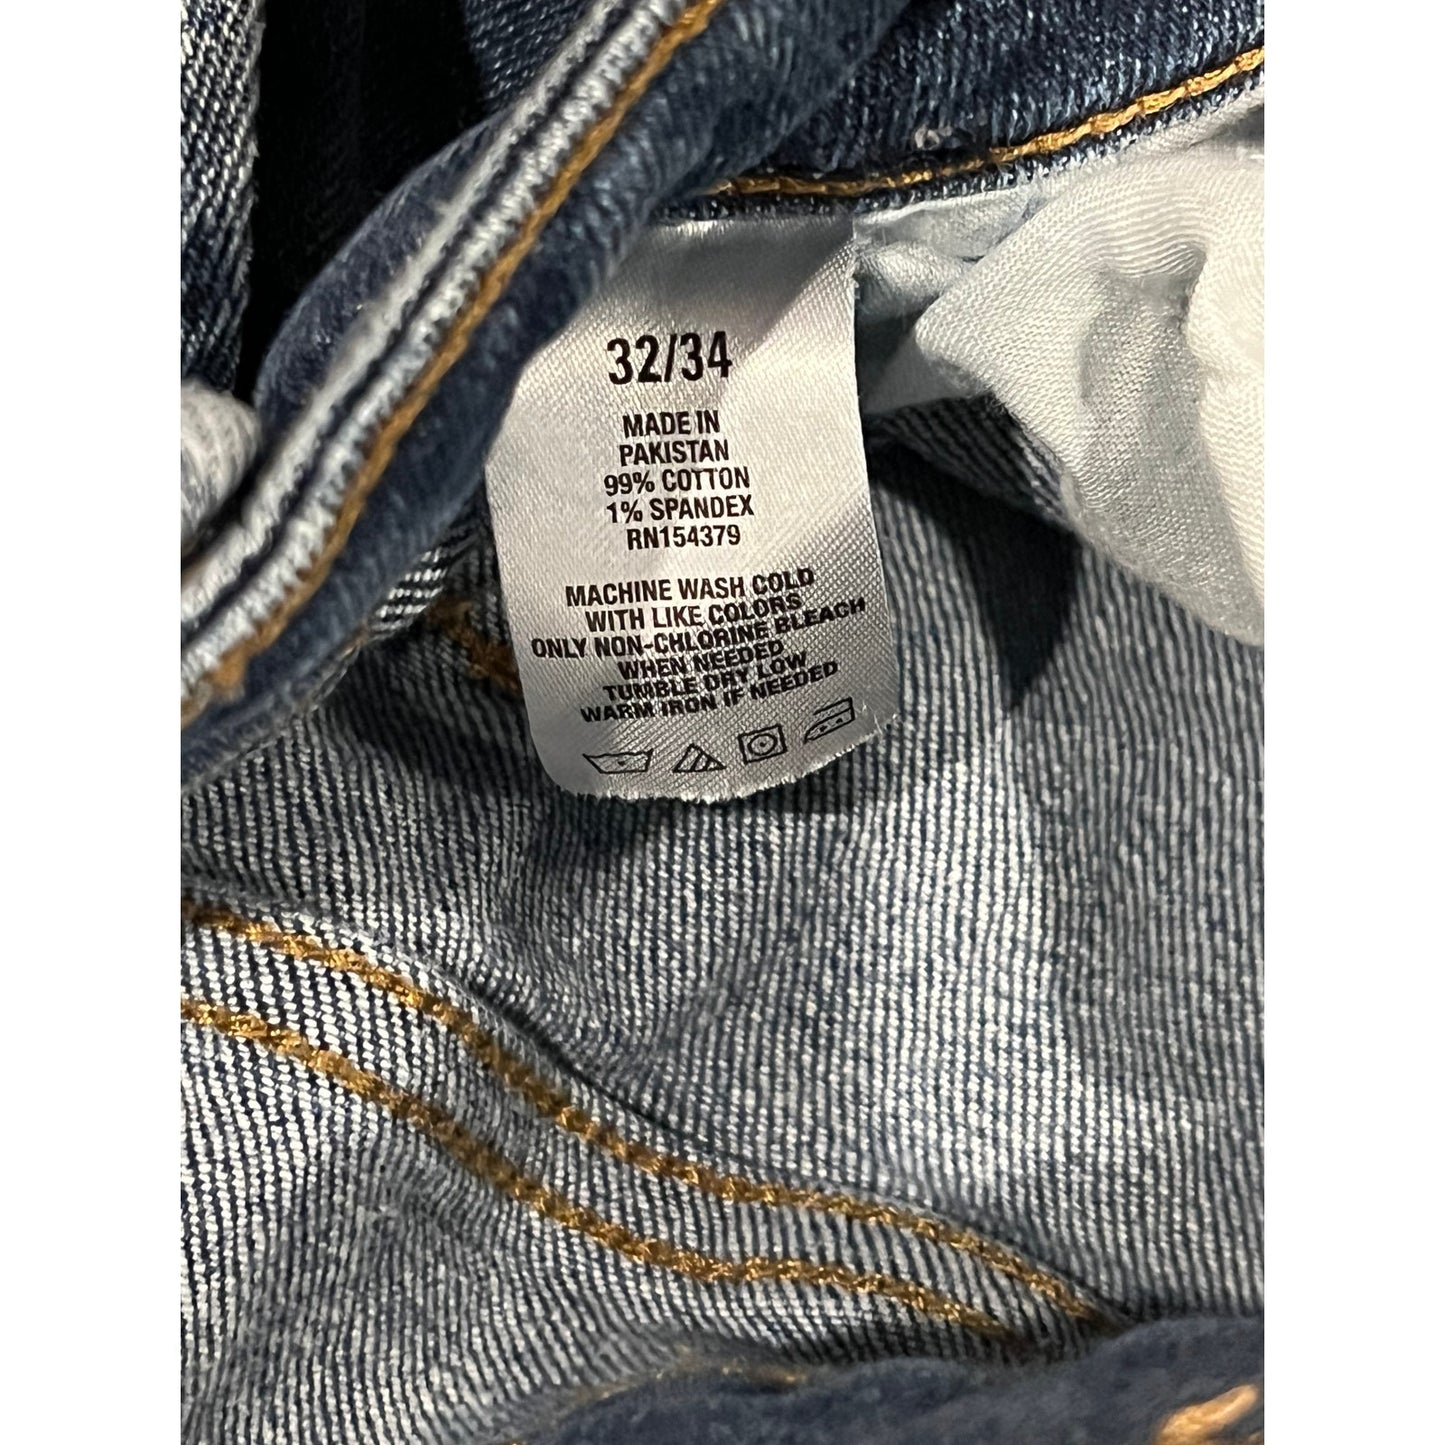 32/34
MADE IN
PAKISTAN
99% COTTON
1% SPANDEX
RN154379
MACHINE WASH COLD
WITH LIKE COLORS
ONLY NON-CHLORINE BLEACH
WHEN NEEDED
TUMBLE DRY LOW
WARM IRON IF NEEDED